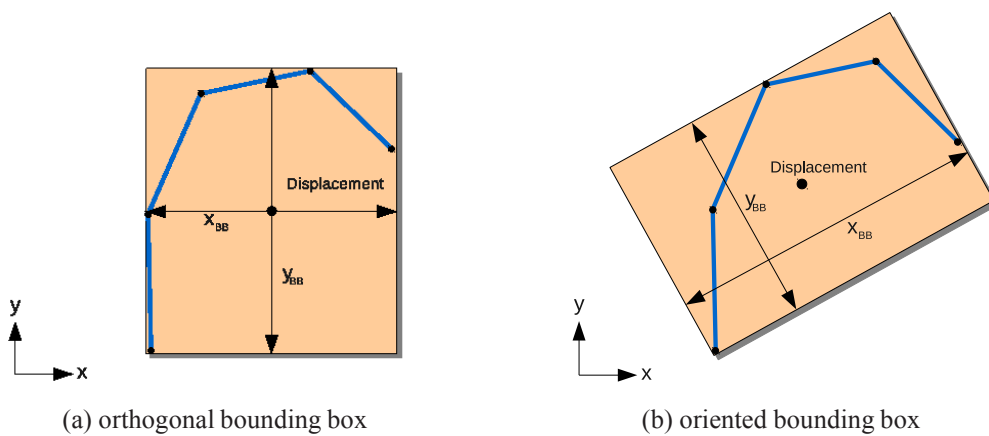 Displacement
x_BB
y_BB
y
x
(a) orthogonal bounding box
Displacement
y_BB
x_BB
y
x
(b) oriented bounding box